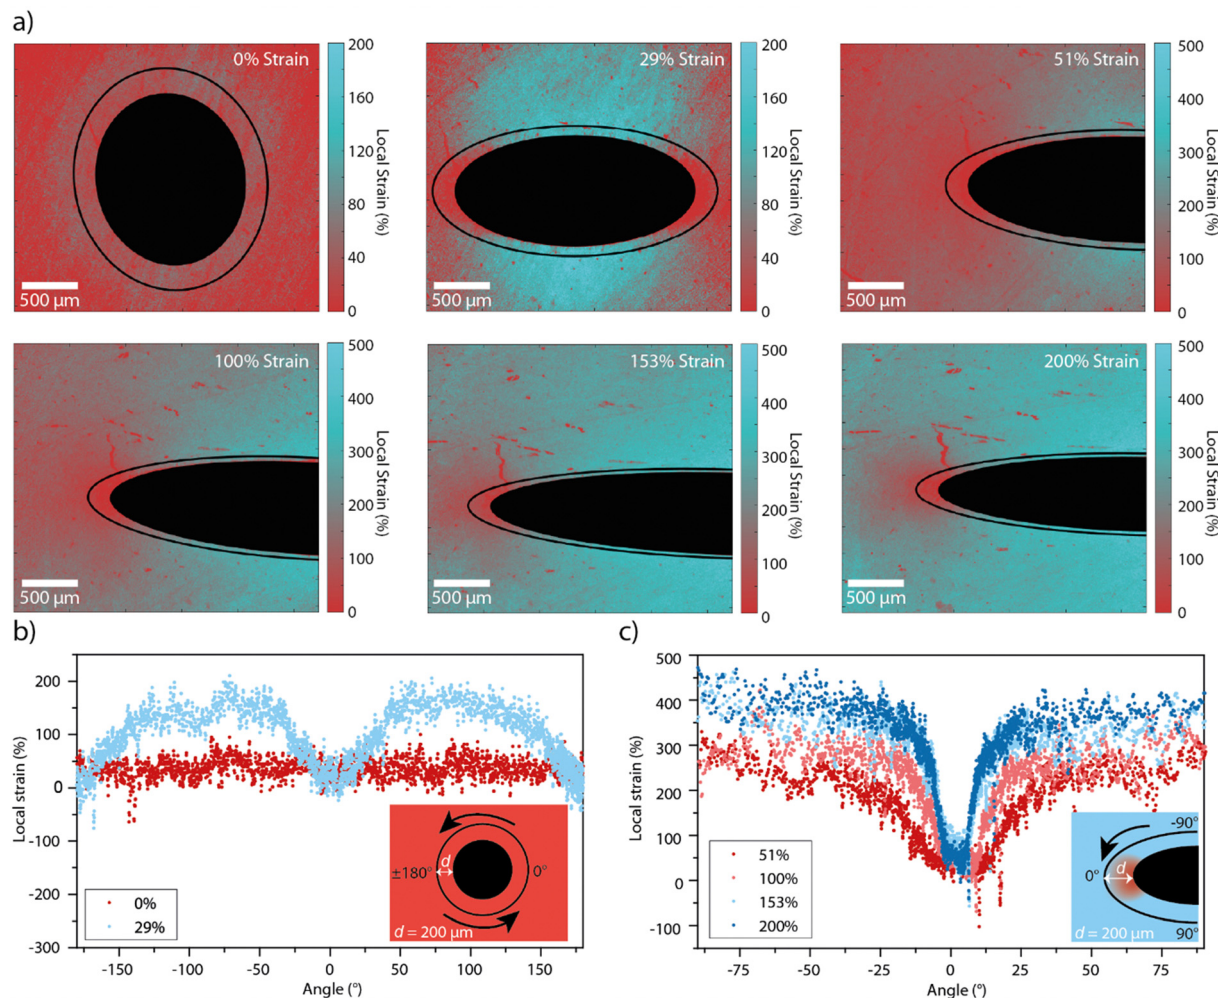 a)
0% Strain
200
160
120
80
40
0
Local Strain (%)
500 µm
29% Strain
200
160
120
80
40
0
Local Strain (%)
500 µm
51% Strain
500
400
300
200
100
0
Local Strain (%)
500 µm
100% Strain
500
400
300
200
100
0
Local Strain (%)
500 µm
153% Strain
500
400
300
200
100
0
Local Strain (%)
500 µm
200% Strain
500
400
300
200
100
0
Local Strain (%)
500 µm
b)
200
100
0
-100
-200
-300
Local strain (%)
-150
-100
-50
0
50
100
150
Angle (°)
0%
29%
±180°
d
0°
d = 200 µm
c)
500
400
300
200
100
0
-100
Local strain (%)
-75
-50
-25
0
25
50
75
Angle (°)
51%
100%
153%
200%
-90°
0°
d
d = 200 µm
90°